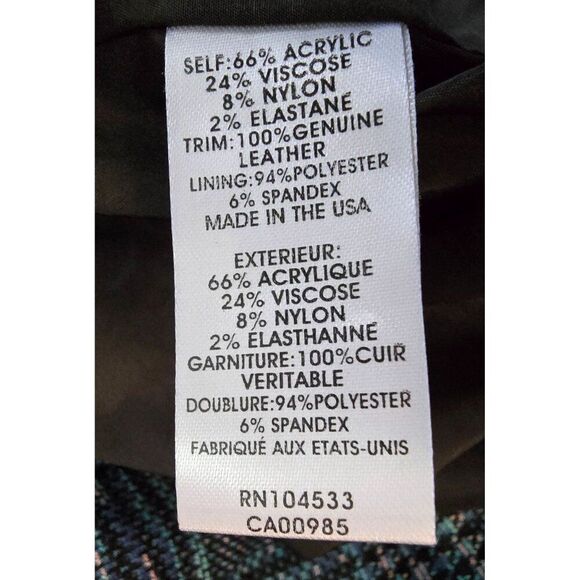 SELF:66% ACRYLIC
24% VISCOSE
8% NYLON
2% ELASTANE
TRIM:100%GENUINE
LEATHER
LINING:94%POLYESTER
6% SPANDEX
MADE IN THE USA
EXTERIEUR:
66% ACRYLIQUE
24% VISCOSE
8% NYLON
2% ELASTHANNE
GARNITURE:100%CUIR
VERITABLE
DOUBLURE:94%POLYESTER
6% SPANDEX
FABRIQUÉ AUX ETATS-UNIS
RN104533
CA00985